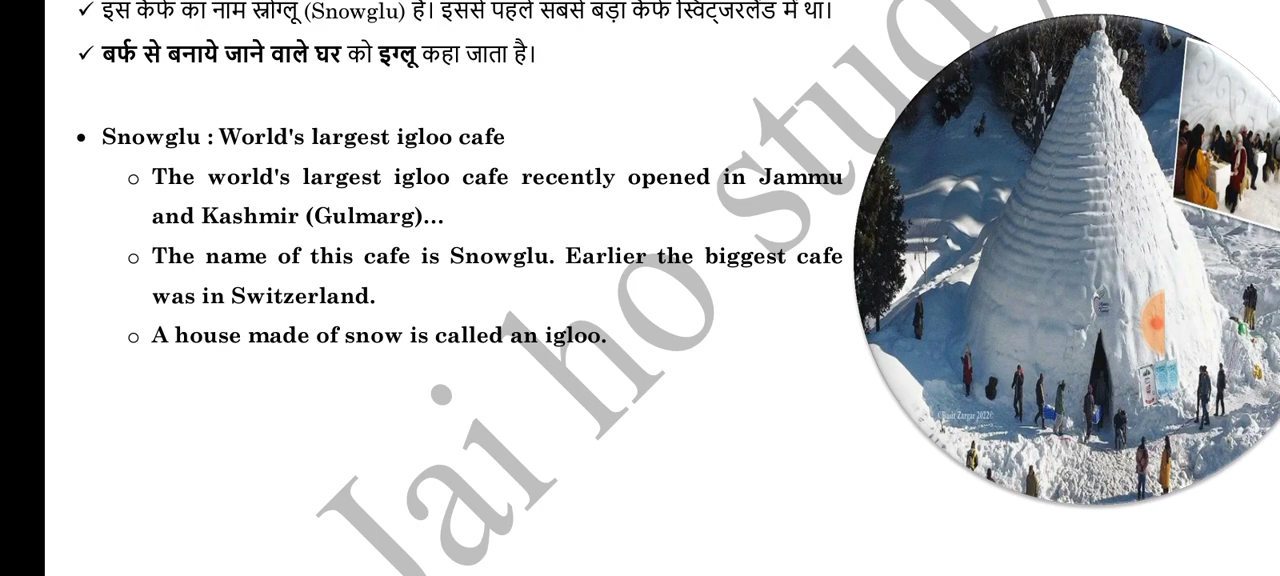 ✓ इस कैफे का नाम स्नोग्लू (Snowglu) है। इससे पहले सबसे बड़ा कैफे स्विट्जरलैंड में था।
✓ बर्फ से बनाये जाने वाले घर को इग्लू कहा जाता है।
• Snowglu : World's largest igloo cafe
o The world's largest igloo cafe recently opened in Jammu
and Kashmir (Gulmarg)...
o The name of this cafe is Snowglu. Earlier the biggest cafe
was in Switzerland.
o A house made of snow is called an igloo.
Jai ho study